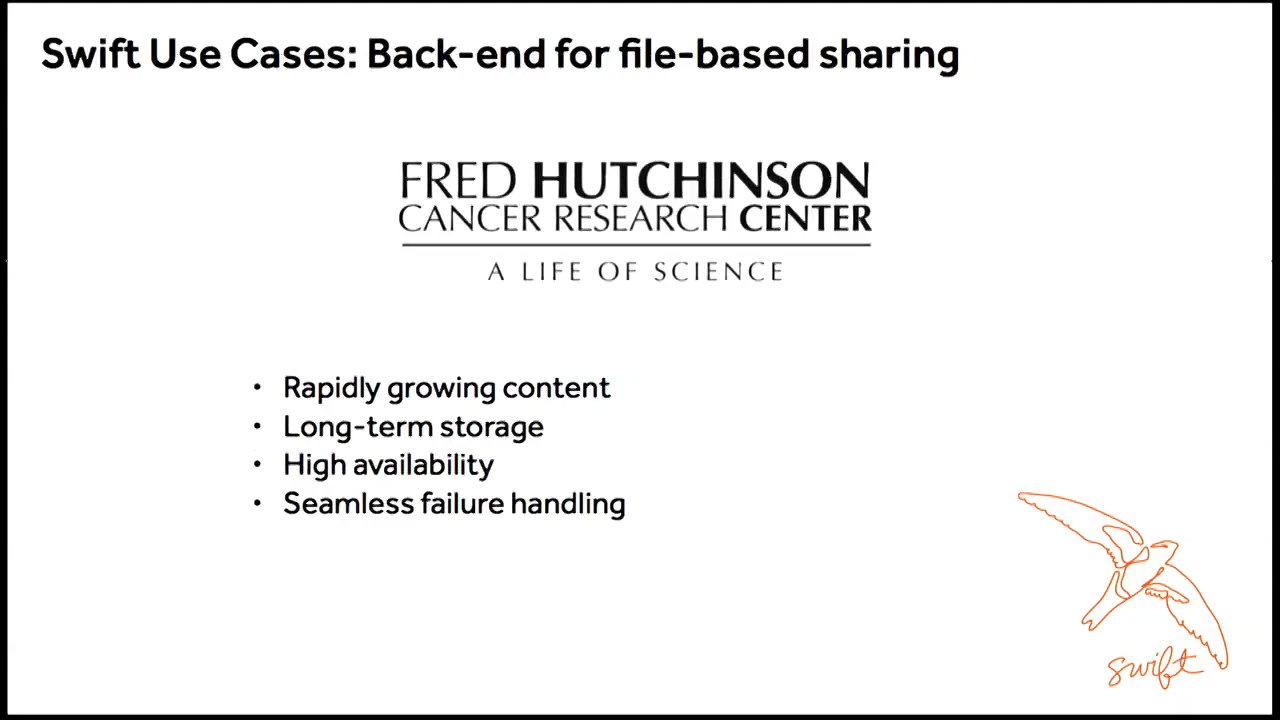 Swift Use Cases: Back-end for file-based sharing
FRED HUTCHINSON
CANCER RESEARCH CENTER
A LIFE OF SCIENCE
• Rapidly growing content
• Long-term storage
• High availability
• Seamless failure handling
swift